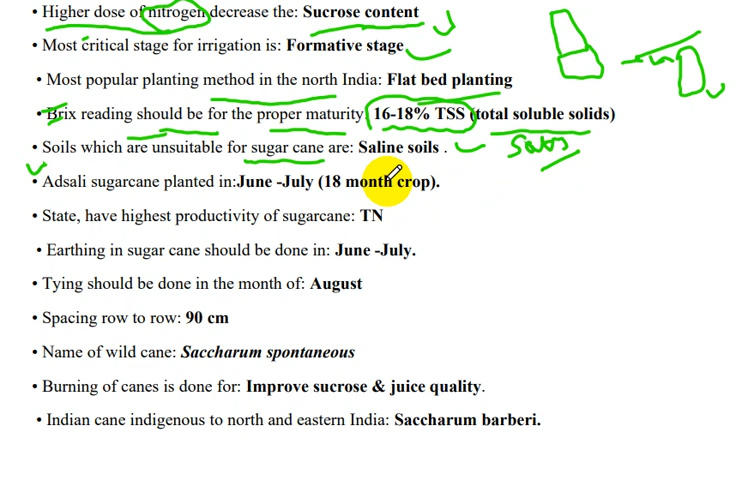 • Higher dose of nitrogen decrease the: Sucrose content
• Most critical stage for irrigation is: Formative stage
• Most popular planting method in the north India: Flat bed planting
• Brix reading should be for the proper maturity: 16-18% TSS (total soluble solids)
• Soils which are unsuitable for sugar cane are: Saline soils .
• Adsali sugarcane planted in:June -July (18 month crop).
• State, have highest productivity of sugarcane: TN
• Earthing in sugar cane should be done in: June -July.
• Tying should be done in the month of: August
• Spacing row to row: 90 cm
• Name of wild cane: Saccharum spontaneous
• Burning of canes is done for: Improve sucrose & juice quality.
• Indian cane indigenous to north and eastern India: Saccharum barberi.